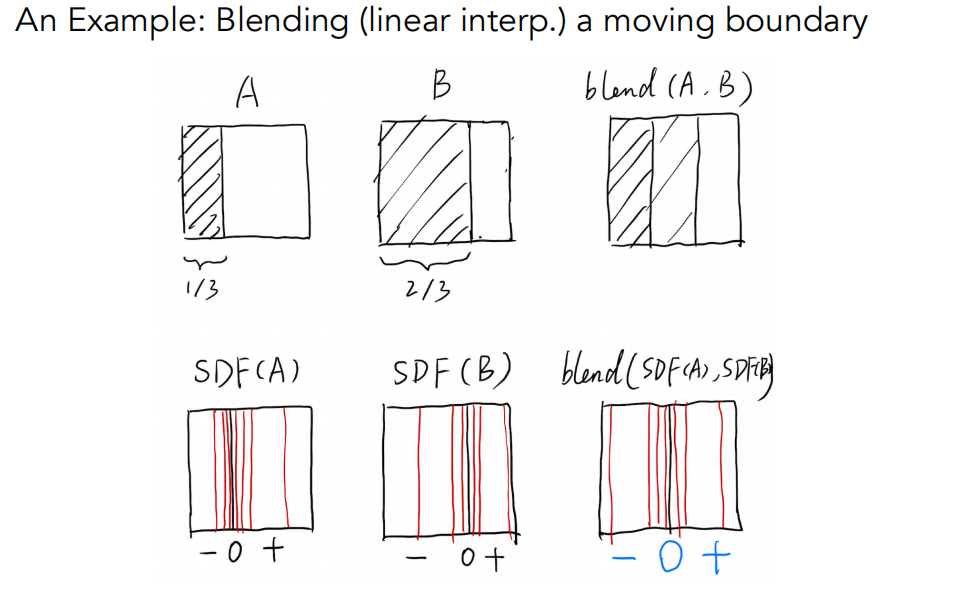 An Example: Blending (linear interp.) a moving boundary
A B blend (A, B)
1/3 2/3
SDF(A) SDF(B) blend(SDF(A), SDF(B))
- 0 + - 0 + - 0 +